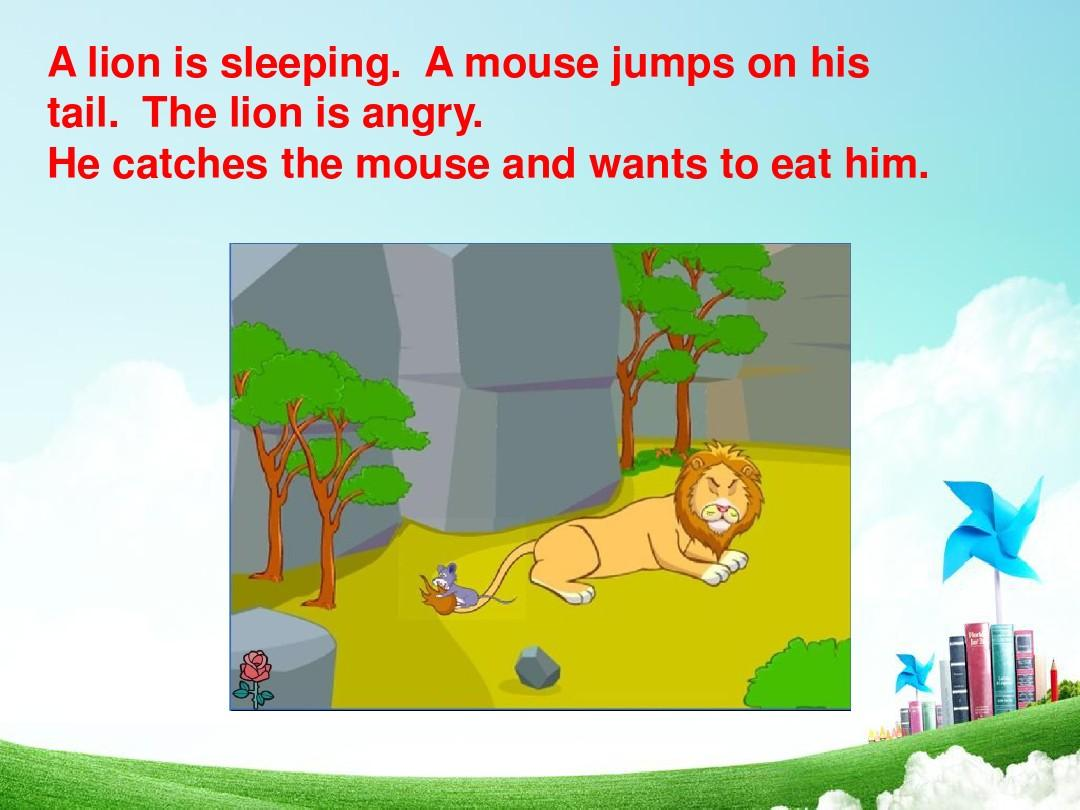 A lion is sleeping.  A mouse jumps on his
tail.  The lion is angry.
He catches the mouse and wants to eat him.